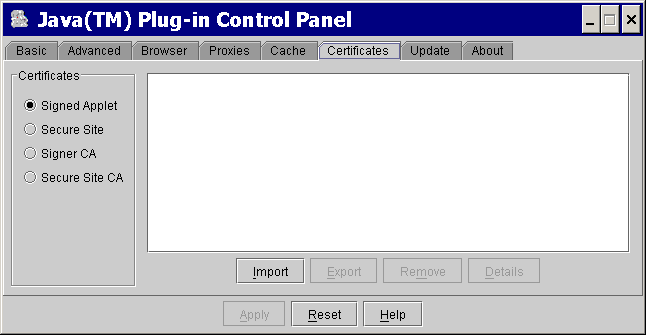 Java(TM) Plug-in Control Panel
Basic Advanced Browser Proxies Cache Certificates Update About
Certificates
Signed Applet
Secure Site
Signer CA
Secure Site CA
Import Export Remove Details
Apply Reset Help